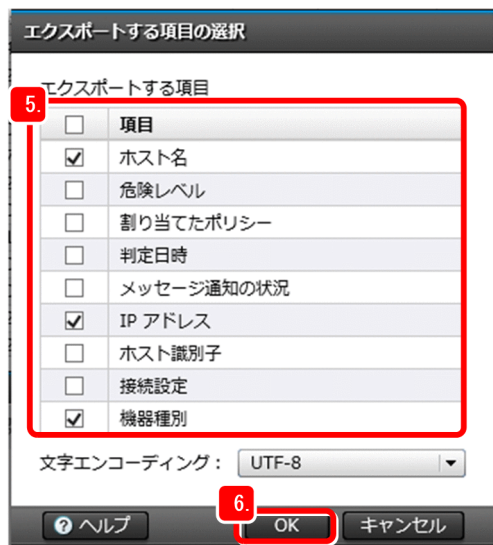 エクスポートする項目の選択
エクスポートする項目
5.
項目
ホスト名
危険レベル
割り当てたポリシー
判定日時
メッセージ通知の状況
IP アドレス
ホスト識別子
接続設定
機器種別
文字エンコーディング： UTF-8
6.
? ヘルプ OK キャンセル